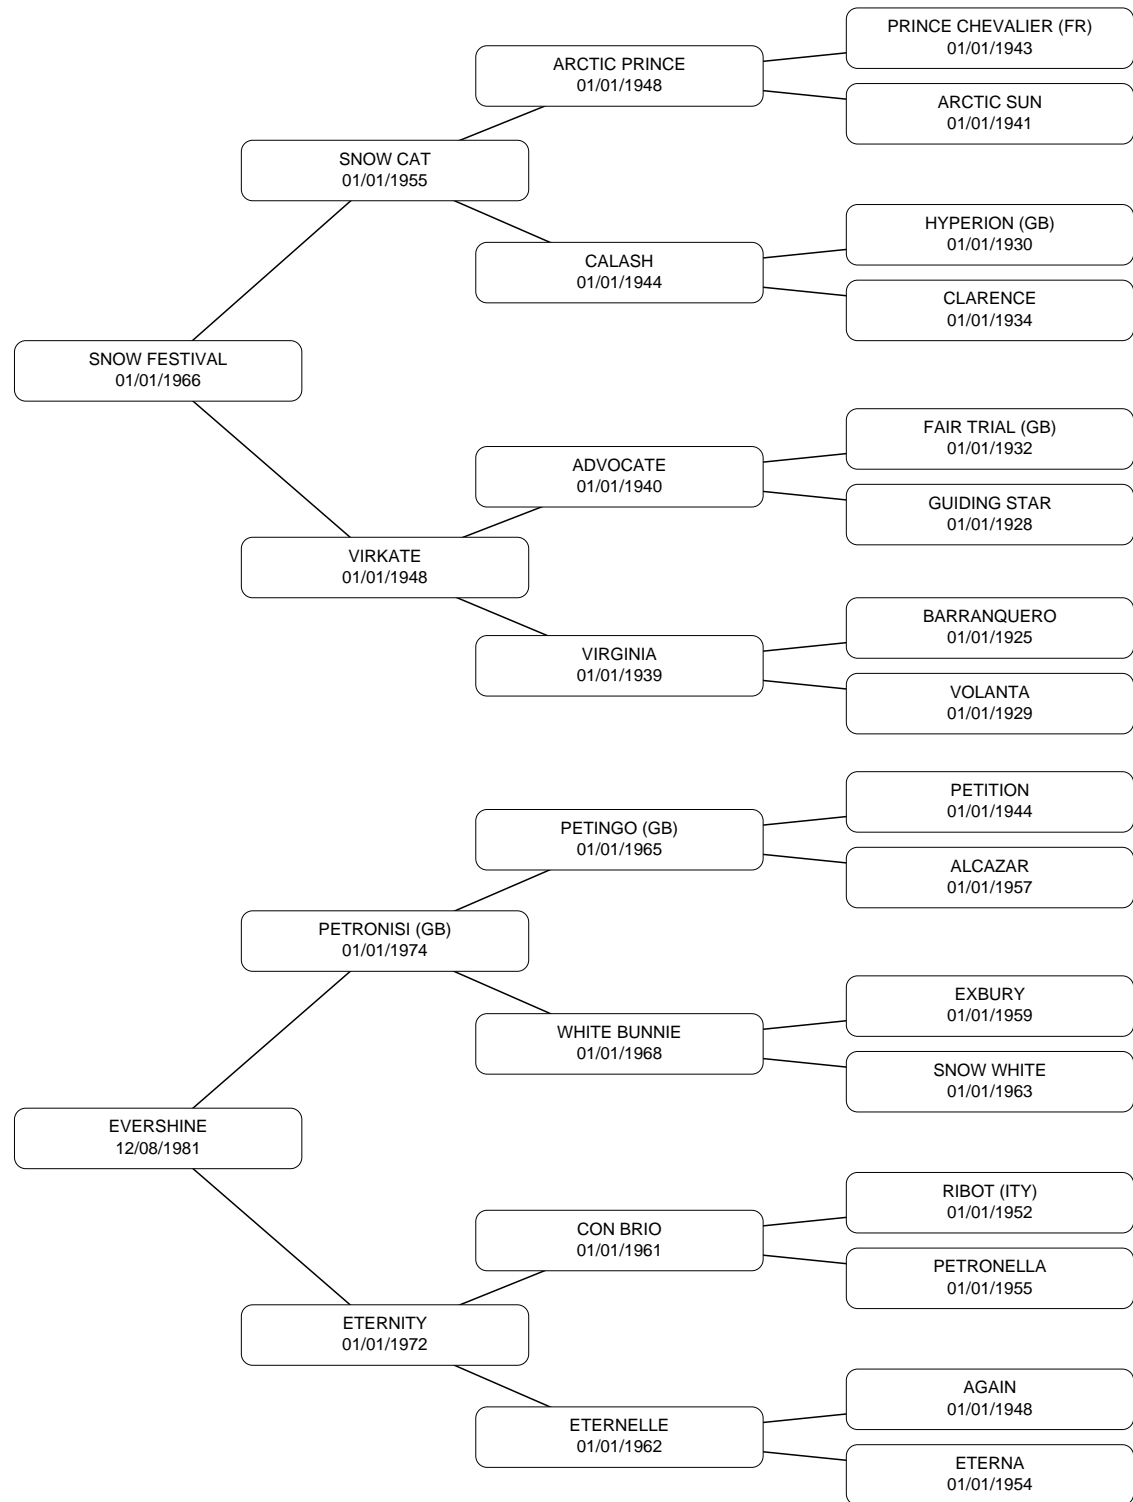 PRINCE CHEVALIER (FR)
01/01/1943
ARCTIC PRINCE
01/01/1948
ARCTIC SUN
01/01/1941
SNOW CAT
01/01/1955
HYPERION (GB)
01/01/1930
CALASH
01/01/1944
CLARENCE
01/01/1934
SNOW FESTIVAL
01/01/1966
FAIR TRIAL (GB)
01/01/1932
ADVOCATE
01/01/1940
GUIDING STAR
01/01/1928
VIRKATE
01/01/1948
BARRANQUERO
01/01/1925
VIRGINIA
01/01/1939
VOLANTA
01/01/1929
PETITION
01/01/1944
PETINGO (GB)
01/01/1965
ALCAZAR
01/01/1957
PETRONISI (GB)
01/01/1974
EXBURY
01/01/1959
WHITE BUNNIE
01/01/1968
SNOW WHITE
01/01/1963
EVERSHINE
12/08/1981
RIBOT (ITY)
01/01/1952
CON BRIO
01/01/1961
PETRONELLA
01/01/1955
ETERNITY
01/01/1972
AGAIN
01/01/1948
ETERNELLE
01/01/1962
ETERNA
01/01/1954